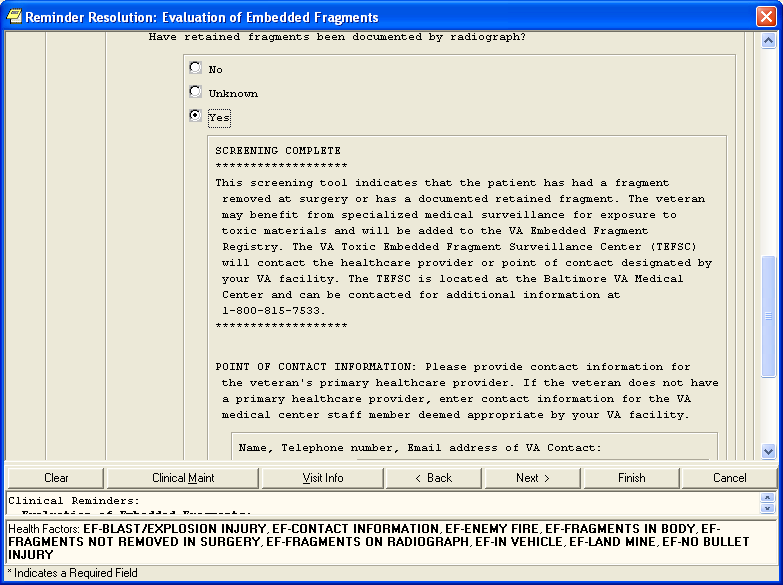 Reminder Resolution: Evaluation of Embedded Fragments
Have retained fragments been documented by radiograph?
No
Unknown
Yes
SCREENING COMPLETE
*******************
This screening tool indicates that the patient has had a fragment
removed at surgery or has a documented retained fragment. The veteran
may benefit from specialized medical surveillance for exposure to
toxic materials and will be added to the VA Embedded Fragment
Registry. The VA Toxic Embedded Fragment Surveillance Center (TEFSC)
will contact the healthcare provider or point of contact designated by
your VA facility. The TEFSC is located at the Baltimore VA Medical
Center and can be contacted for additional information at
1-800-815-7533.
*******************
POINT OF CONTACT INFORMATION: Please provide contact information for
the veteran's primary healthcare provider. If the veteran does not have
a primary healthcare provider, enter contact information for the VA
medical center staff member deemed appropriate by your VA facility.
Name, Telephone number, Email address of VA Contact:
Clear Clinical Maint Visit Info < Back Next > Finish Cancel
Clinical Reminders:
Evaluation of Embedded Fragments:
Health Factors: EF-BLAST/EXPLOSION INJURY, EF-CONTACT INFORMATION, EF-ENEMY FIRE, EF-FRAGMENTS IN BODY, EF-
FRAGMENTS NOT REMOVED IN SURGERY, EF-FRAGMENTS ON RADIOGRAPH, EF-IN VEHICLE, EF-LAND MINE, EF-NO BULLET
INJURY
* Indicates a Required Field